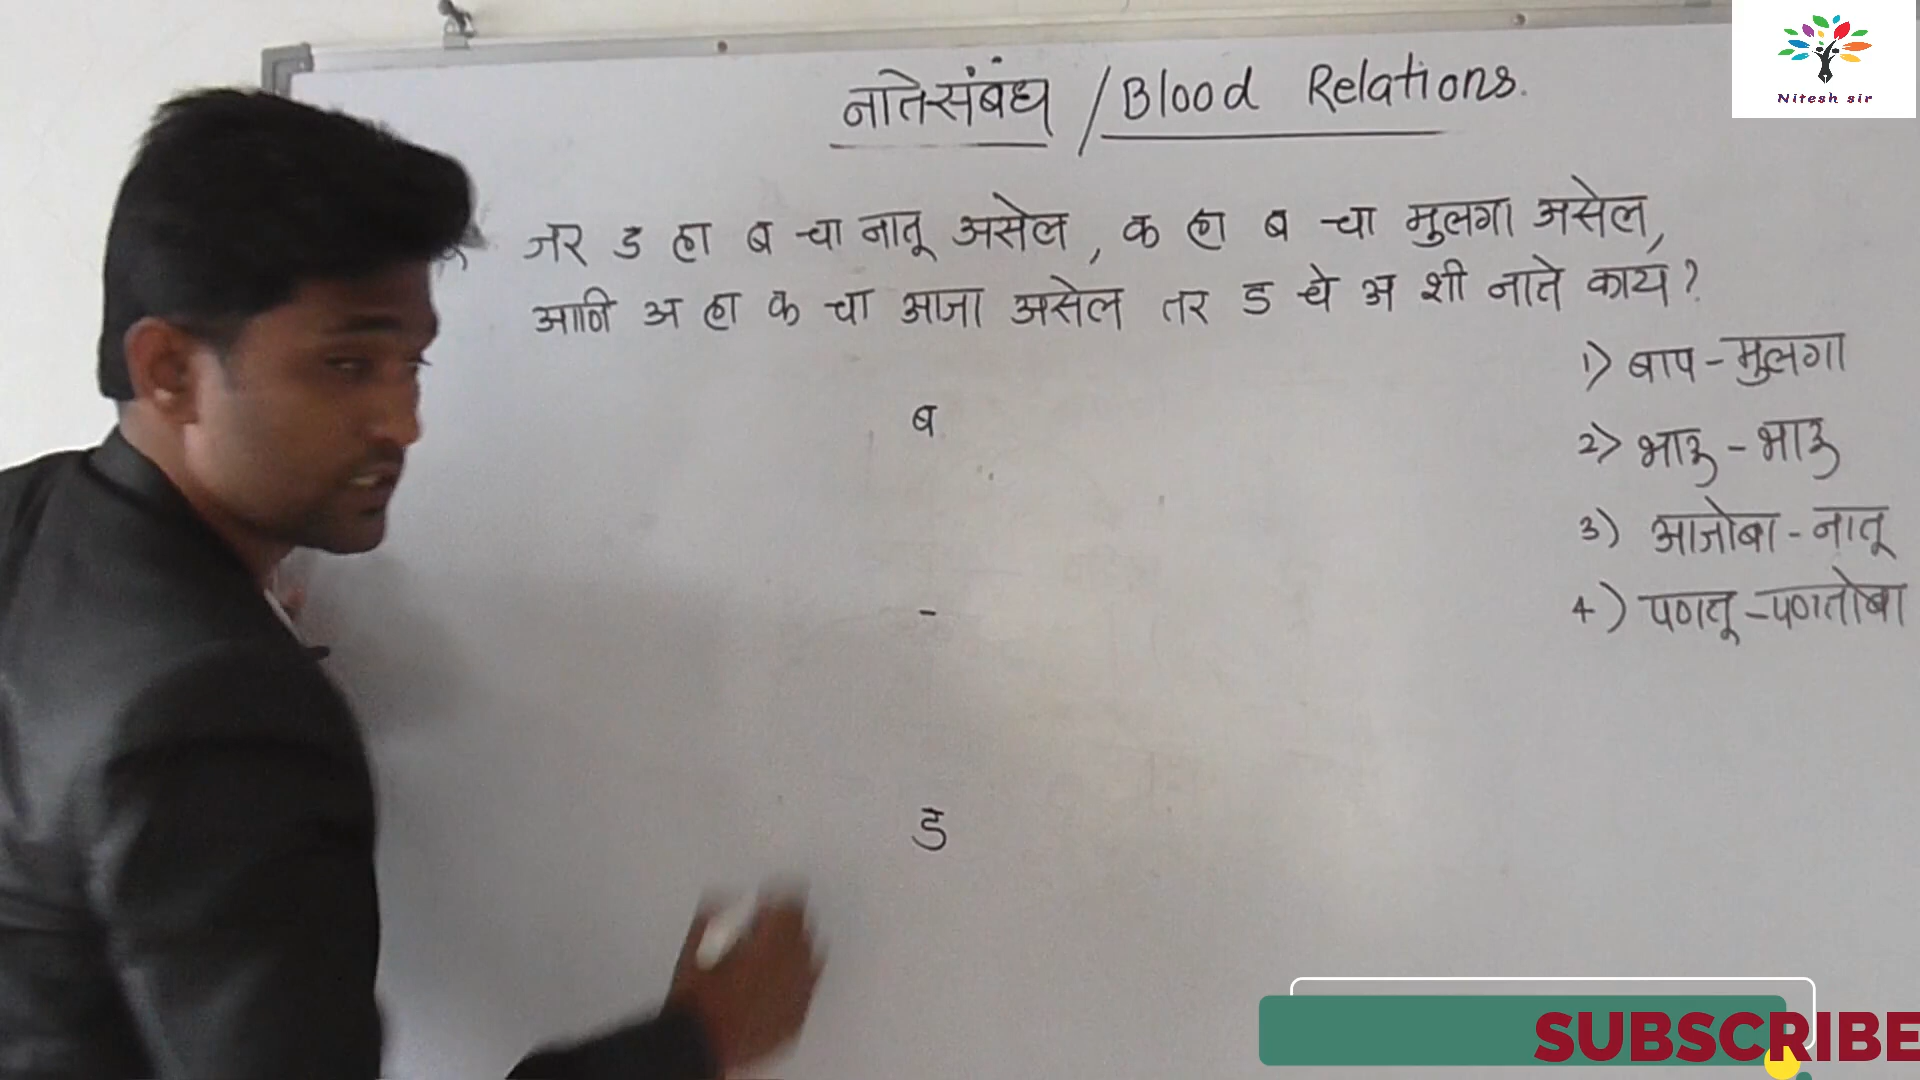 नातेसंबंध / Blood Relations.
Nitesh sir
जर ड हा ब चा नातू असेल, क हा ब चा मुलगा असेल,
आणि अ हा क चा आजा असेल तर ड चे अ शी नाते काय?
1) बाप - मुलगा
2) भाऊ - भाऊ
3) आजोबा - नातू
4) पणतू - पणतोबा
ब
-
ड
SUBSCRIBE